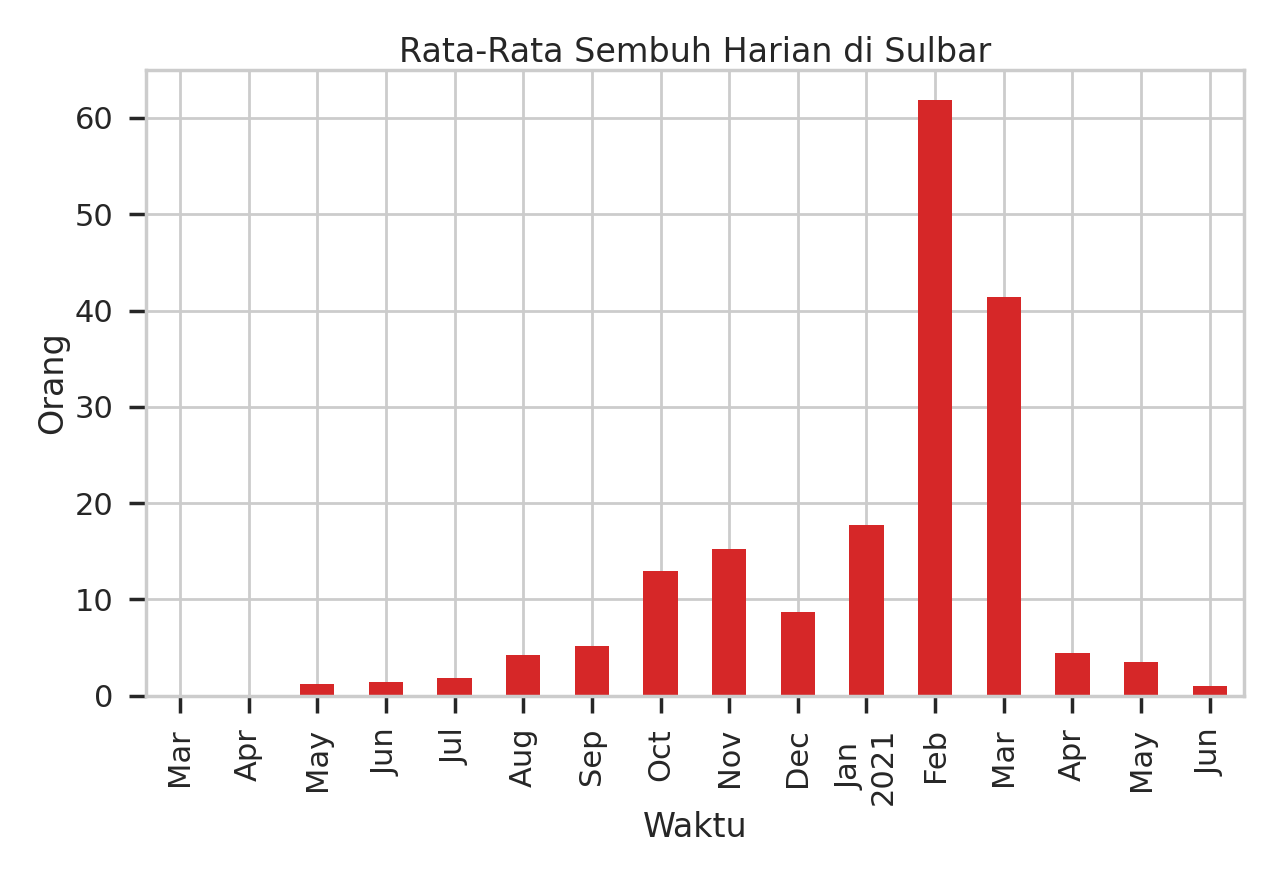 Rata-Rata Sembuh Harian di Sulbar
60
50
40
30
20
10
0
Orang
Mar
Apr
May
Jun
Jul
Aug
Sep
Oct
Nov
Dec
Jan
2021
Feb
Mar
Apr
May
Jun
Waktu